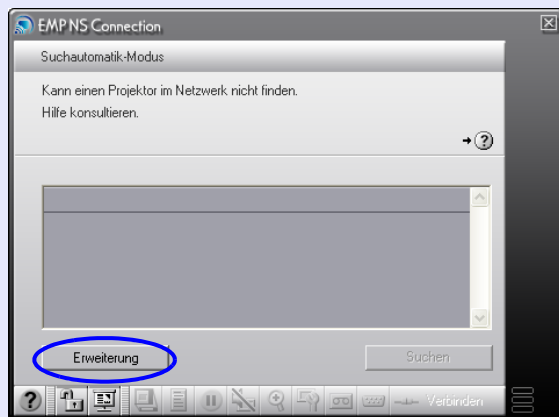 EMP NS Connection
Suchautomatik-Modus
Kann einen Projektor im Netzwerk nicht finden.
Hilfe konsultieren.
Erweiterung
Suchen
Verbinden